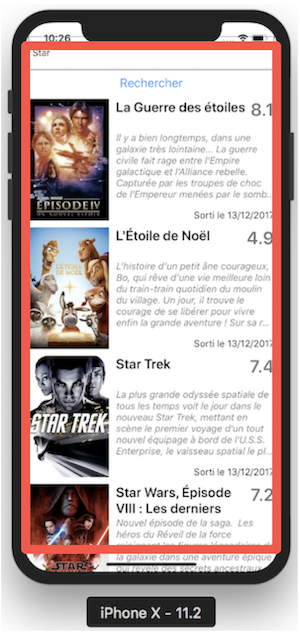 10:26
Star
Rechercher
La Guerre des étoiles 8.1
Il y a bien longtemps, dans une
galaxie très lointaine... La guerre
civile fait rage entre l'Empire
galactique et l'Alliance rebelle.
Capturée par les troupes de choc
de l'Empereur menées par le somb...
Sorti le 13/12/2017
ÉPISODE IV
L'Étoile de Noël 4.9
L'histoire d'un petit âne courageux,
Bo, qui rêve d'une vie meilleure loin
du train-train quotidien du moulin
du village. Un jour, il trouve le
courage de se libérer pour vivre
enfin la grande aventure ! Sur sa r...
Sorti le 13/12/2017
L'ÉTOILE DE NOËL
Star Trek 7.4
La plus grande odyssée spatiale de
tous les temps voit le jour dans le
nouveau Star Trek, mettant en
scène le premier voyage d'un tout
nouvel équipage à bord de l'U.S.S.
Enterprise, le vaisseau spatial le pl...
Sorti le 13/12/2017
STAR TREK
Star Wars, Épisode 7.2
VIII : Les derniers
Nouvel épisode de la saga. Les
héros du Réveil de la force
rejoignent les figures légendaires de
la galaxie dans une aventure épique
qui révèle des secrets ancestraux
STAR
iPhone X - 11.2